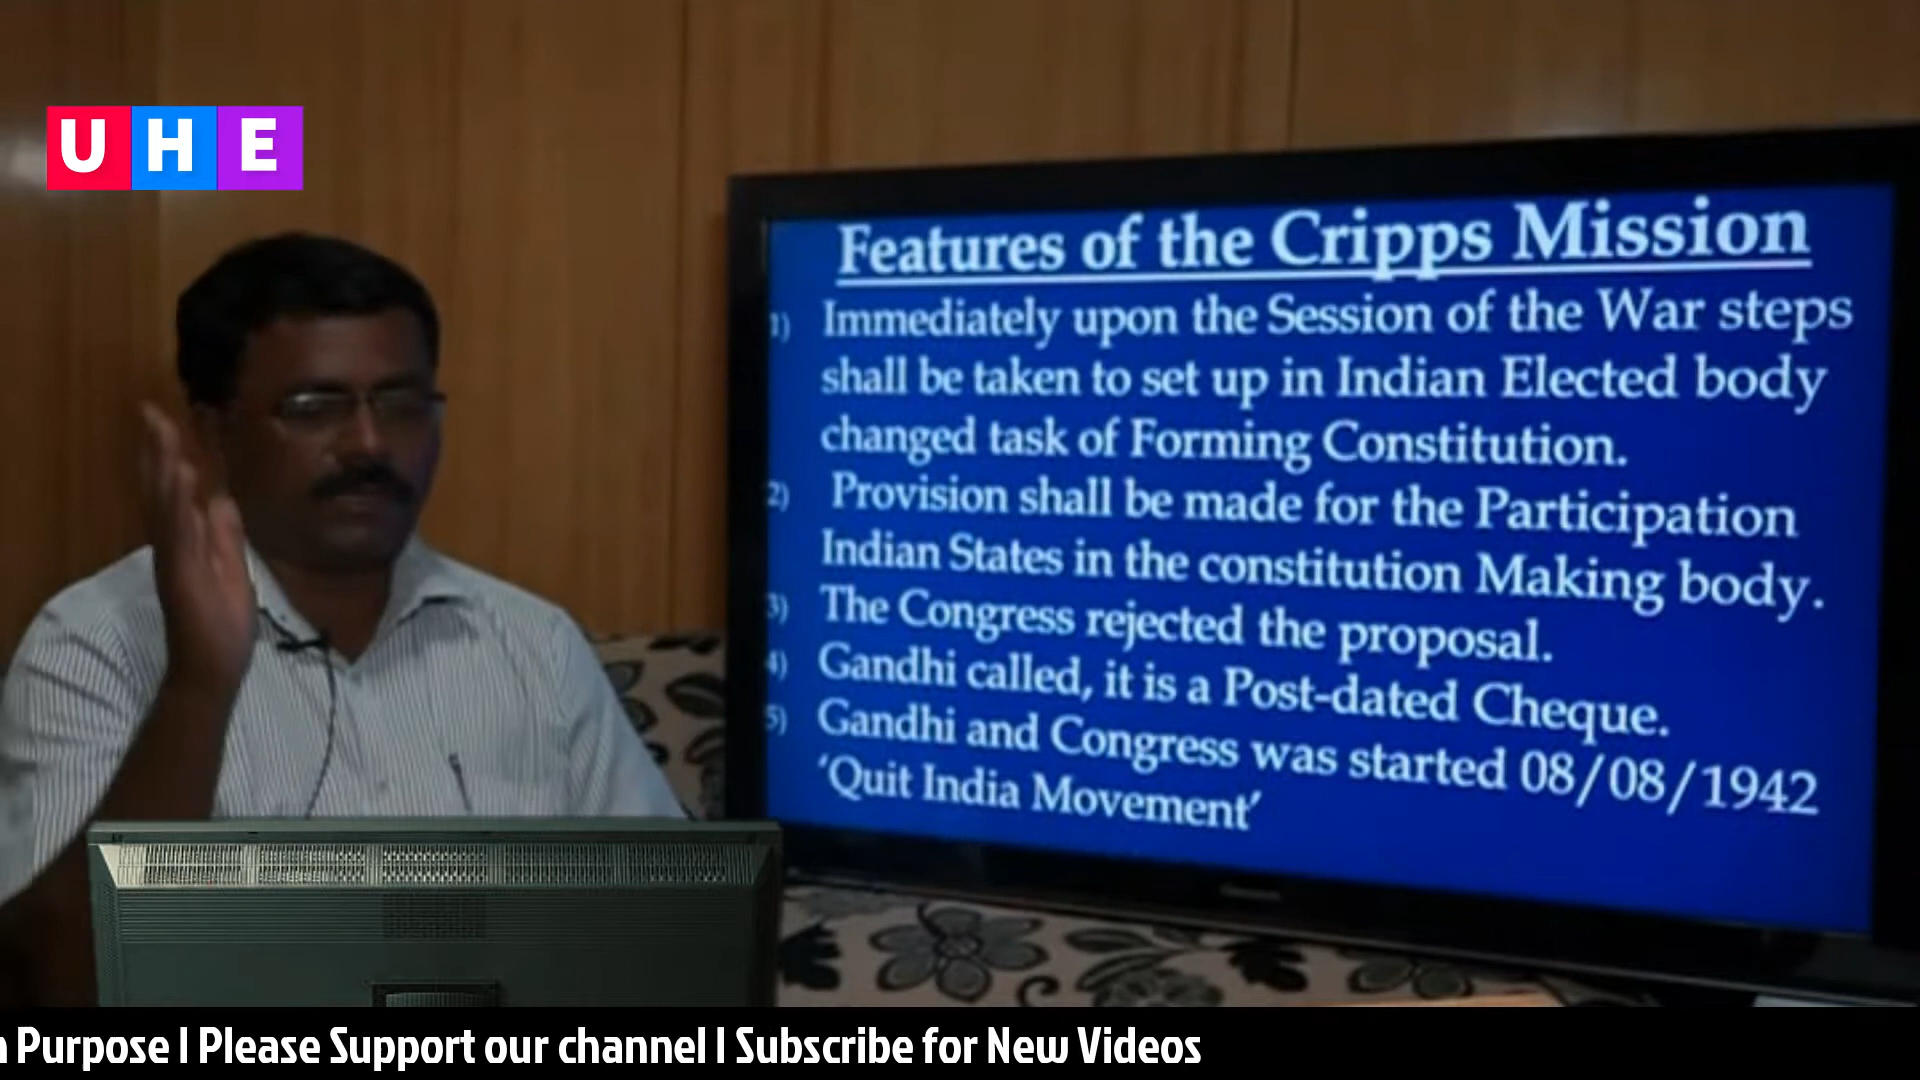 UHE
Features of the Cripps Mission
1) Immediately upon the Session of the War steps
shall be taken to set up in Indian Elected body
changed task of Forming Constitution.
2) Provision shall be made for the Participation
Indian States in the constitution Making body.
3) The Congress rejected the proposal.
4) Gandhi called, it is a Post-dated Cheque.
5) Gandhi and Congress was started 08/08/1942
‘Quit India Movement’
Purpose | Please Support our channel | Subscribe for New Videos